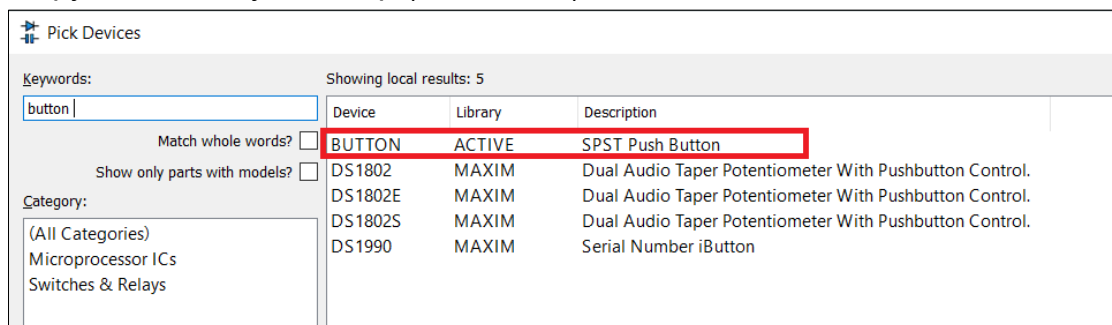 Pick Devices
Keywords:
Showing local results: 5
button
Match whole words?
Show only parts with models?
Category:
(All Categories)
Microprocessor ICs
Switches & Relays
Device Library Description
BUTTON ACTIVE SPST Push Button
DS1802 MAXIM Dual Audio Taper Potentiometer With Pushbutton Control.
DS1802E MAXIM Dual Audio Taper Potentiometer With Pushbutton Control.
DS1802S MAXIM Dual Audio Taper Potentiometer With Pushbutton Control.
DS1990 MAXIM Serial Number iButton